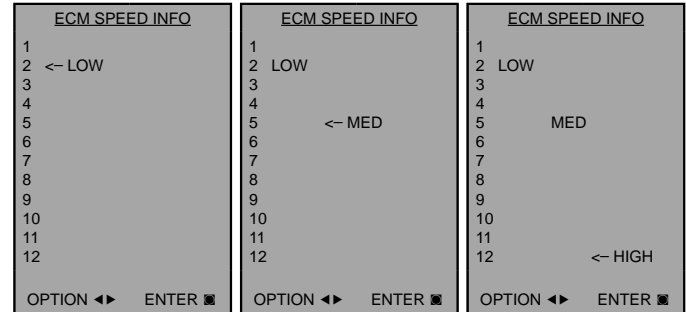 ECM SPEED INFO
1
2 <– LOW
3
4
5
6
7
8
9
10
11
12
OPTION ◀▶ ENTER ◙
ECM SPEED INFO
1
2 LOW
3
4
5 <– MED
6
7
8
9
10
11
12
OPTION ◀▶ ENTER ◙
ECM SPEED INFO
1
2 LOW
3
4
5 MED
6
7
8
9
10
11
12 <– HIGH
OPTION ◀▶ ENTER ◙